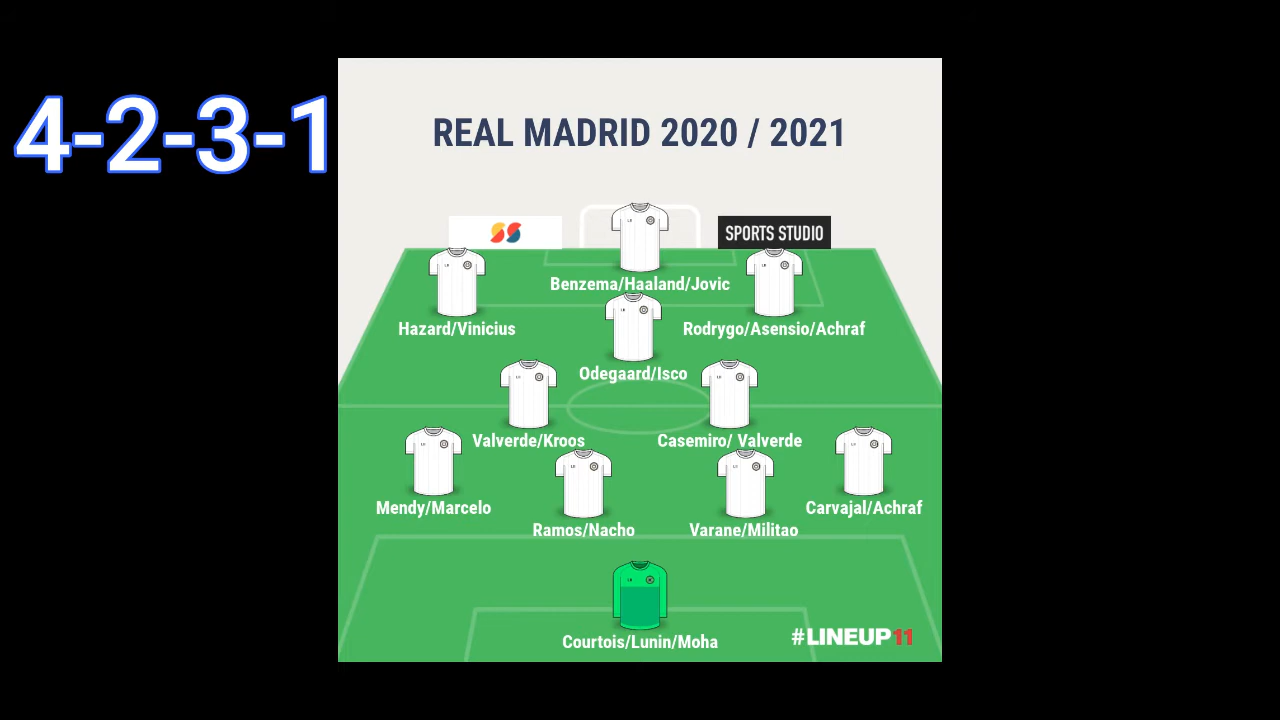 4-2-3-1
REAL MADRID 2020 / 2021
SPORTS STUDIO
Benzema/Haaland/Jovic
Hazard/Vinicius
Rodrygo/Asensio/Achraf
Odegaard/Isco
Valverde/Kroos
Casemiro/ Valverde
Mendy/Marcelo
Carvajal/Achraf
Ramos/Nacho
Varane/Militao
Courtois/Lunin/Moha
#LINEUP11